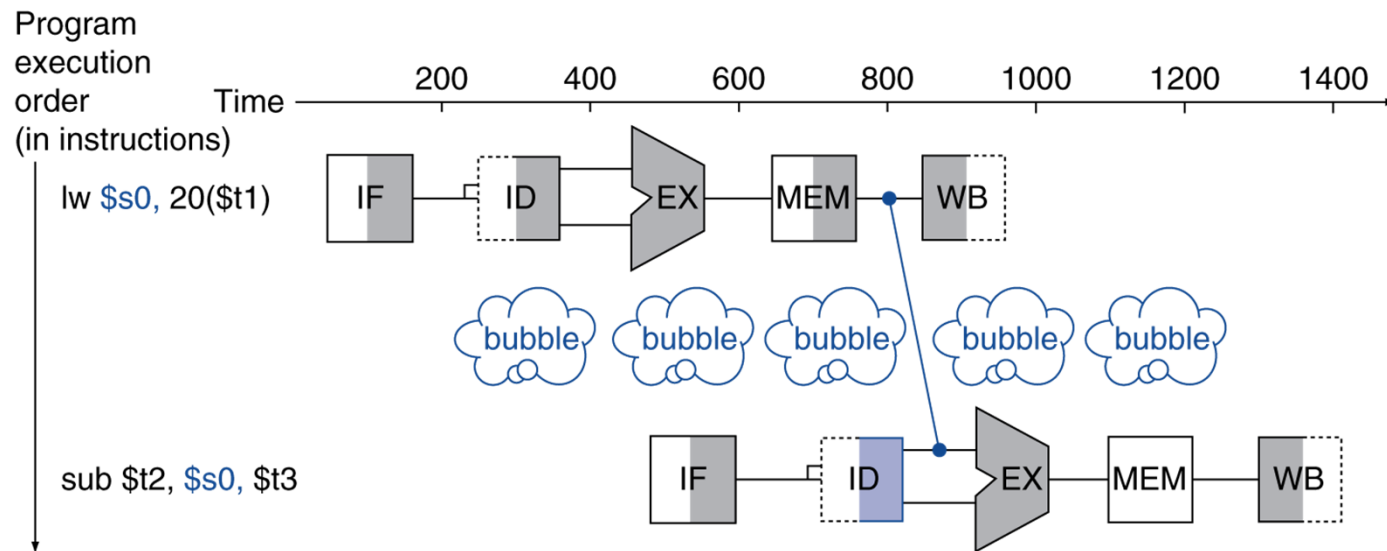 Program
execution
order
(in instructions)
Time
200 400 600 800 1000 1200 1400
lw $s0, 20($t1)
IF ID EX MEM WB
bubble bubble bubble bubble bubble
sub $t2, $s0, $t3
IF ID EX MEM WB